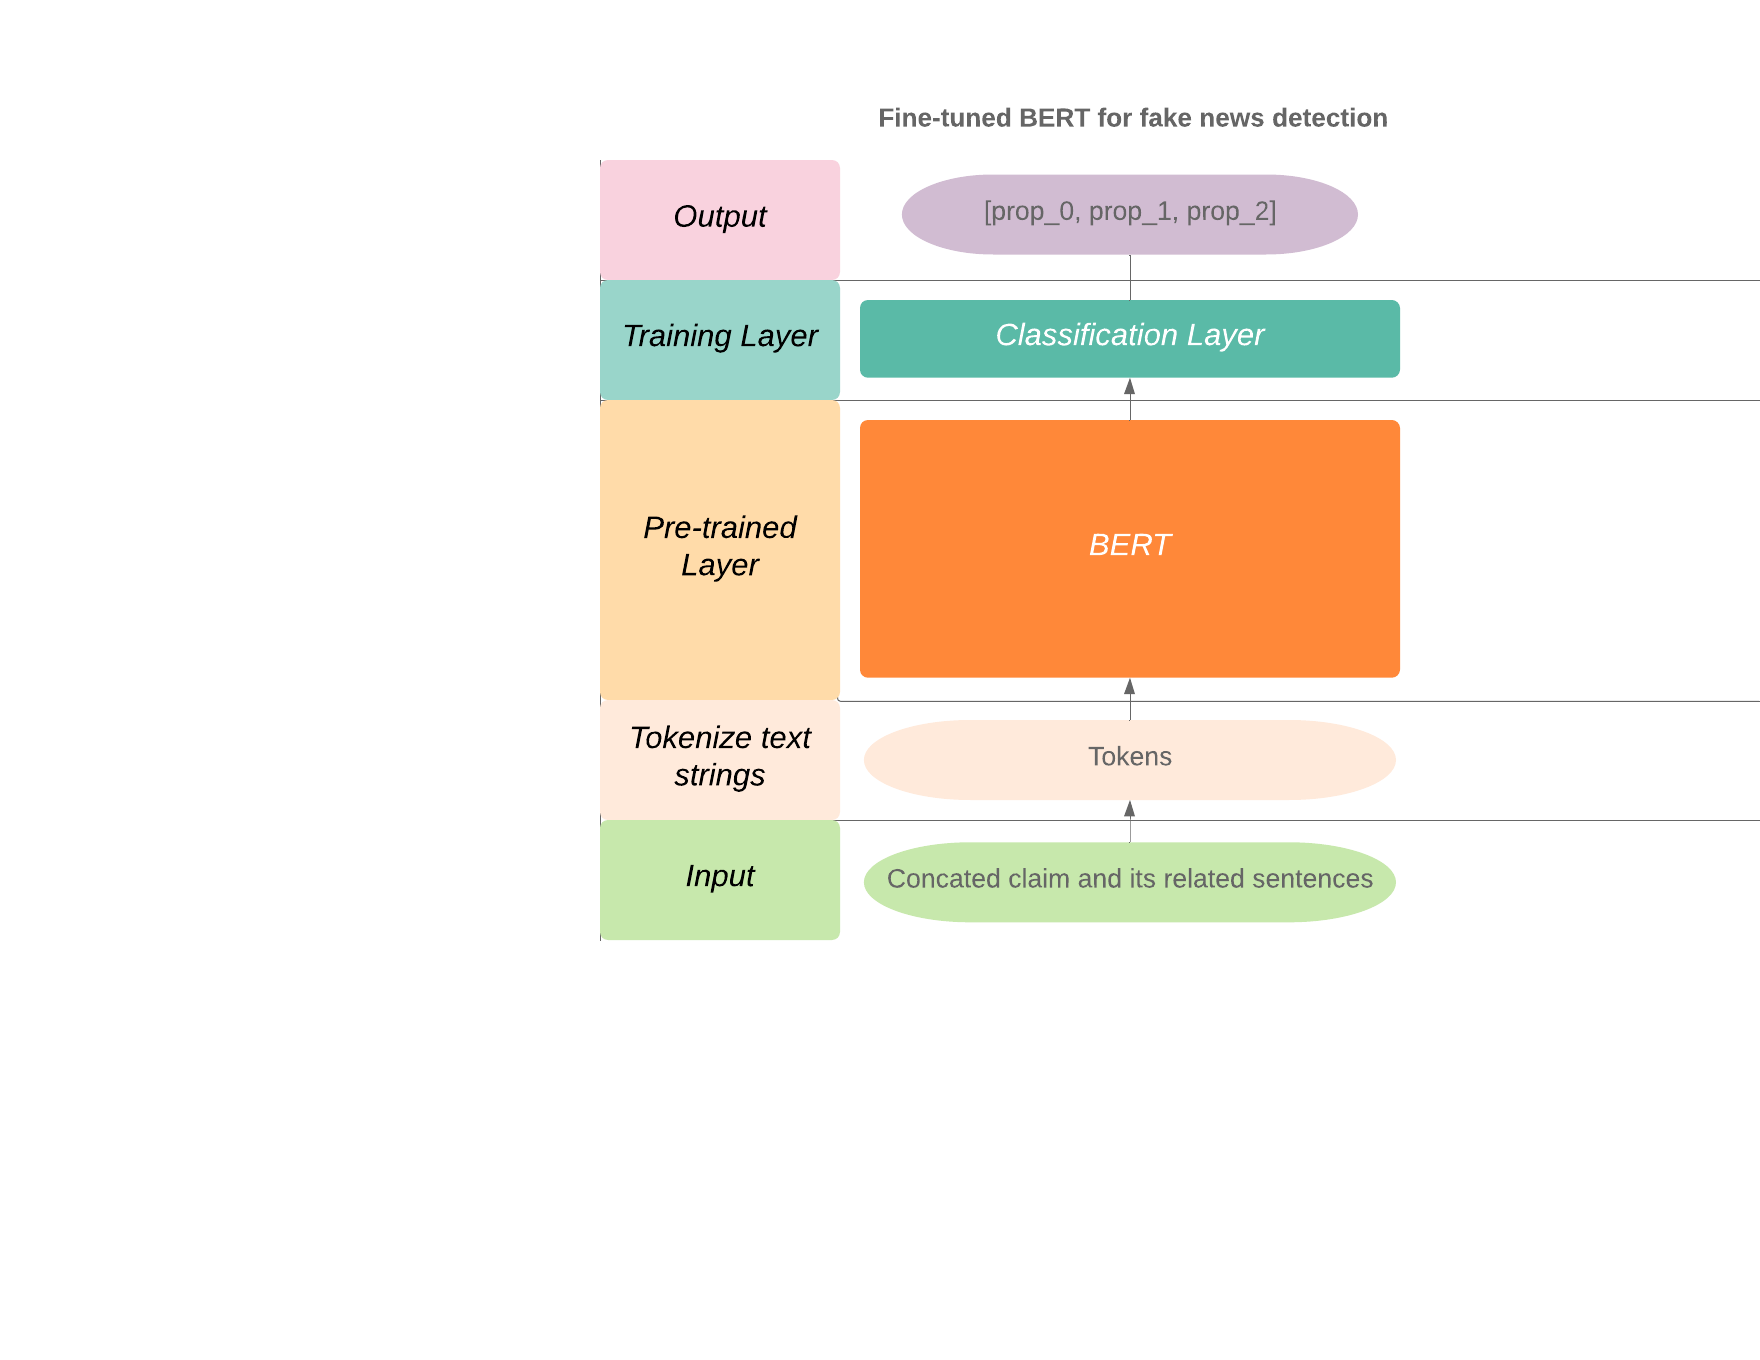 Fine-tuned BERT for fake news detection
Output
[prop_0, prop_1, prop_2]
Training Layer
Classification Layer
Pre-trained
Layer
BERT
Tokenize text
strings
Tokens
Input
Concated claim and its related sentences